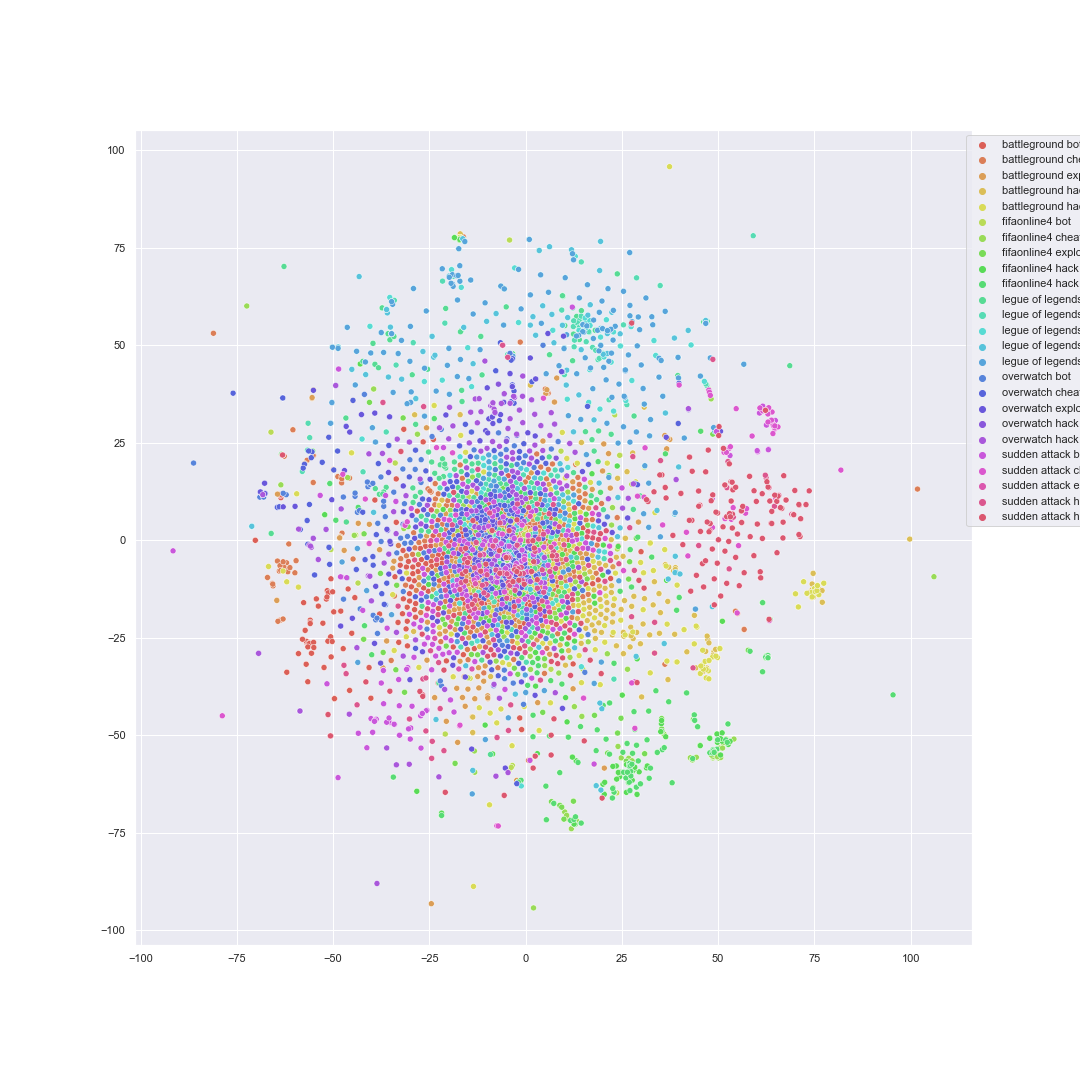 100
75
50
25
0
−25
−50
−75
−100
−100
−75
−50
−25
0
25
50
75
100
battleground bot
battleground che
battleground exp
battleground hac
battleground hac
fifaonline4 bot
fifaonline4 cheat
fifaonline4 explo
fifaonline4 hack
fifaonline4 hack
legue of legends
legue of legends
legue of legends
legue of legends
legue of legends
overwatch bot
overwatch cheat
overwatch explo
overwatch hack
overwatch hack
sudden attack b
sudden attack cl
sudden attack e
sudden attack h
sudden attack h